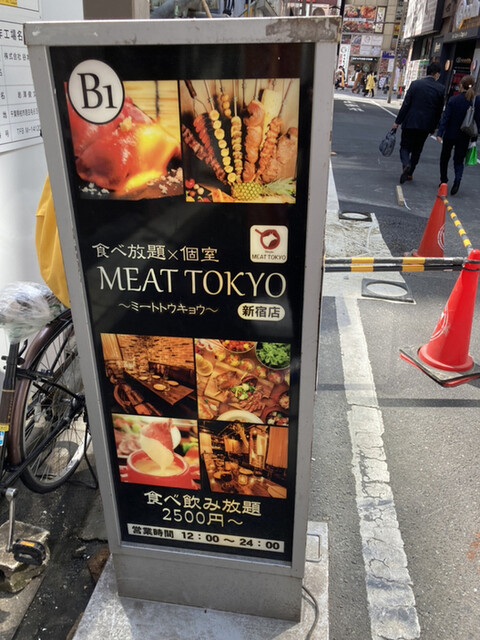 B1
食べ放題×個室
MEAT TOKYO
MEAT TOKYO
～ミートトウキョウ～
新宿店
食べ飲み放題
2500円～
営業時間 12：00～24：00